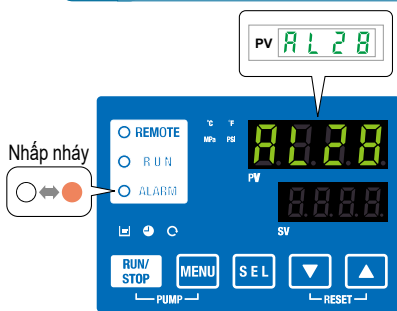 PV AL28
REMOTE
°C °F
MPa PSI
AL28
Nhấp nháy
RUN
PV
ALARM
8.8.8.8.
SV
RUN/
STOP
MENU
SEL
PUMP
RESET